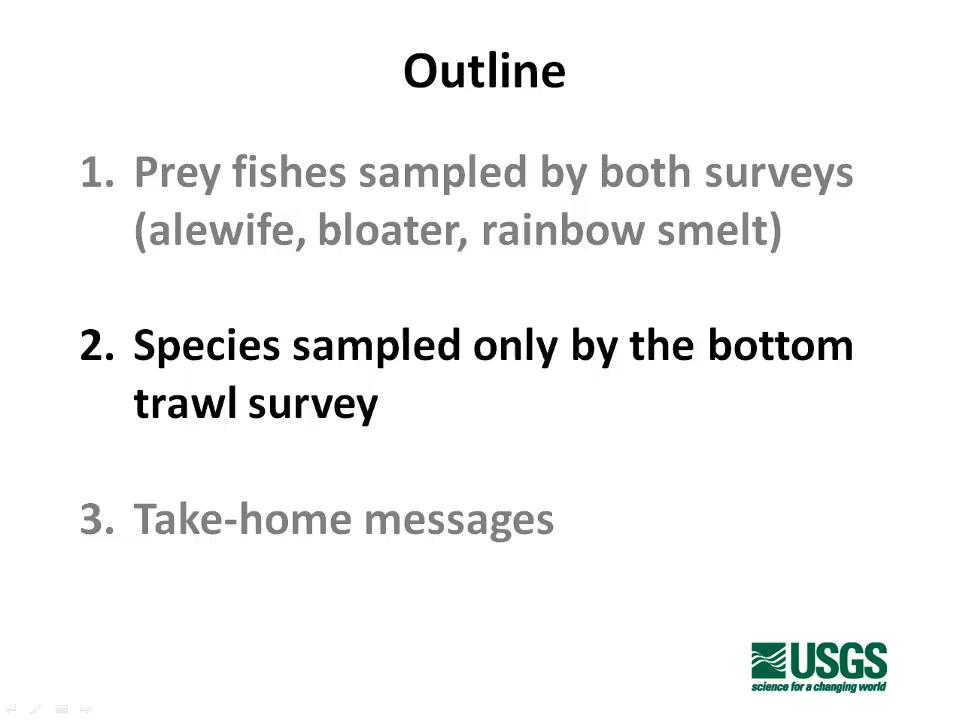 Outline
1. Prey fishes sampled by both surveys
(alewife, bloater, rainbow smelt)
2. Species sampled only by the bottom
trawl survey
3. Take-home messages
USGS
science for a changing world